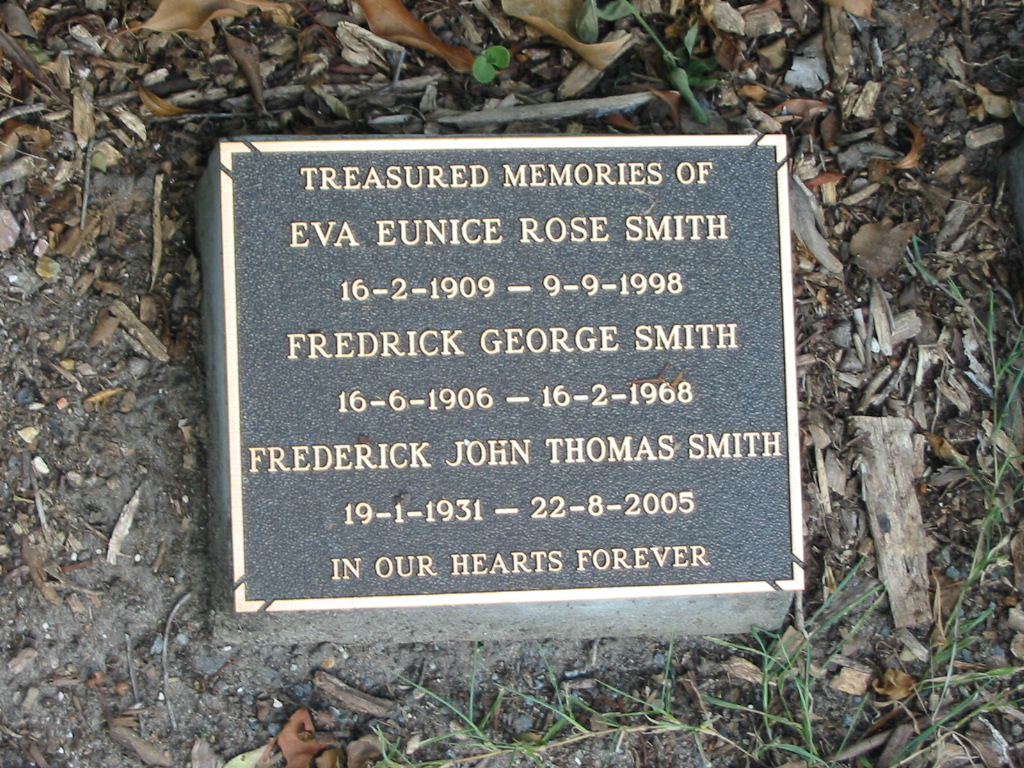 TREASURED MEMORIES OF
EVA EUNICE ROSE SMITH
16-2-1909 — 9-9-1998
FREDRICK GEORGE SMITH
16-6-1906 — 16-2-1968
FREDERICK JOHN THOMAS SMITH
19-1-1931 — 22-8-2005
IN OUR HEARTS FOREVER